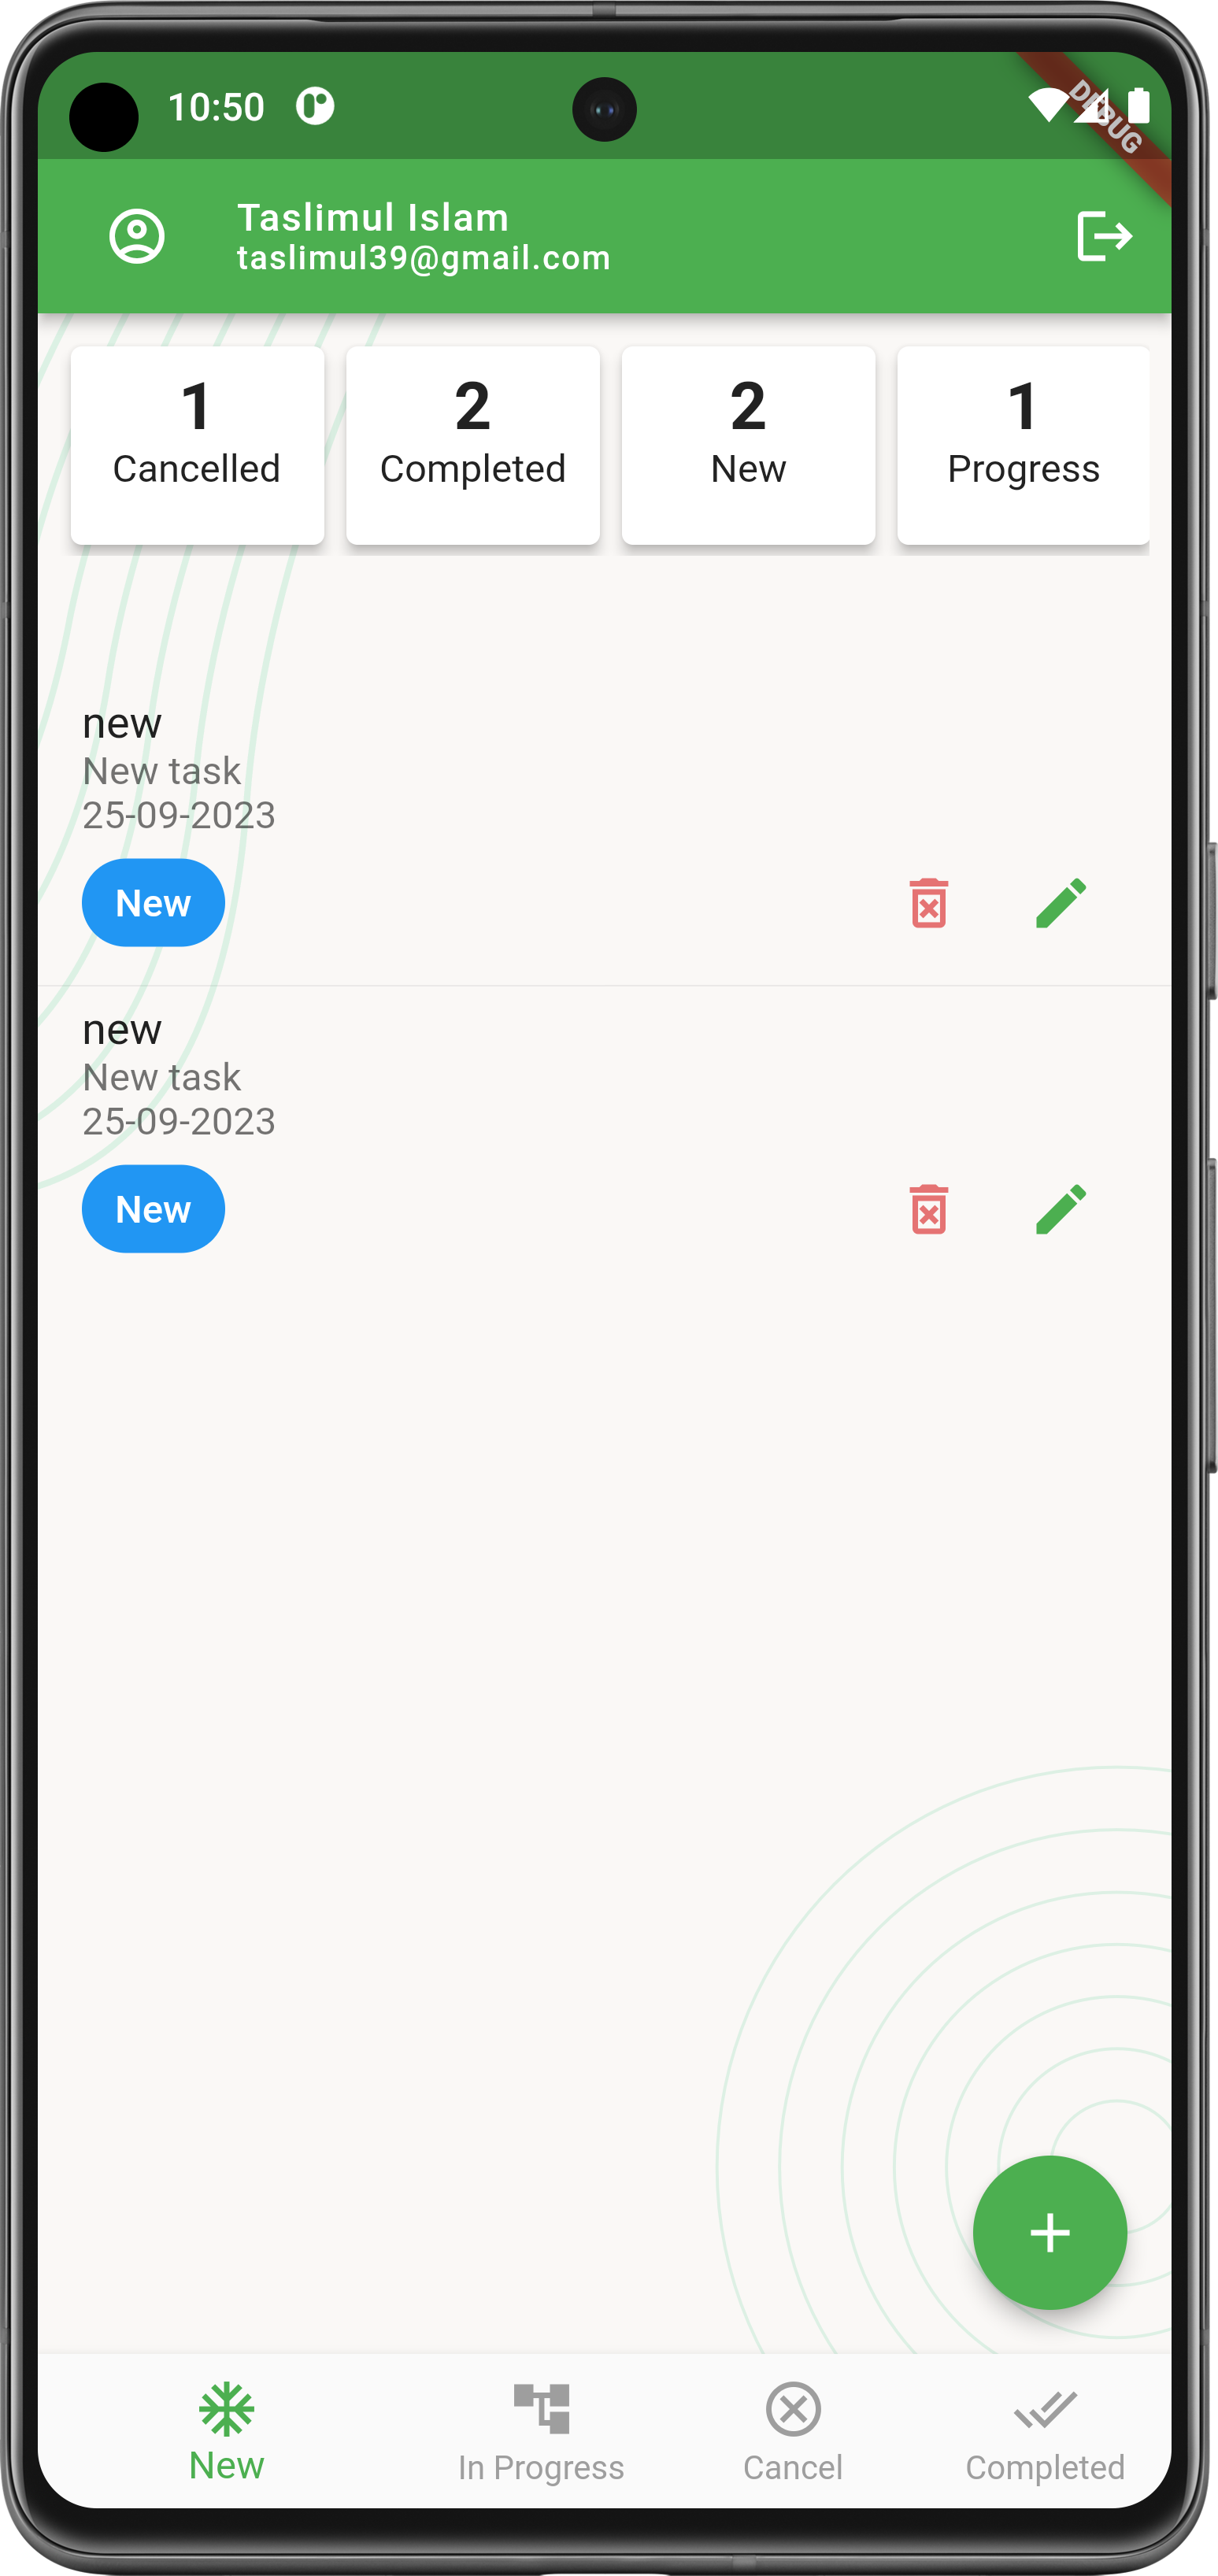 10:50
DEBUG
Taslimul Islam
taslimul39@gmail.com
1
Cancelled
2
Completed
2
New
1
Progress
new
New task
25-09-2023
New
new
New task
25-09-2023
New
New
In Progress
Cancel
Completed